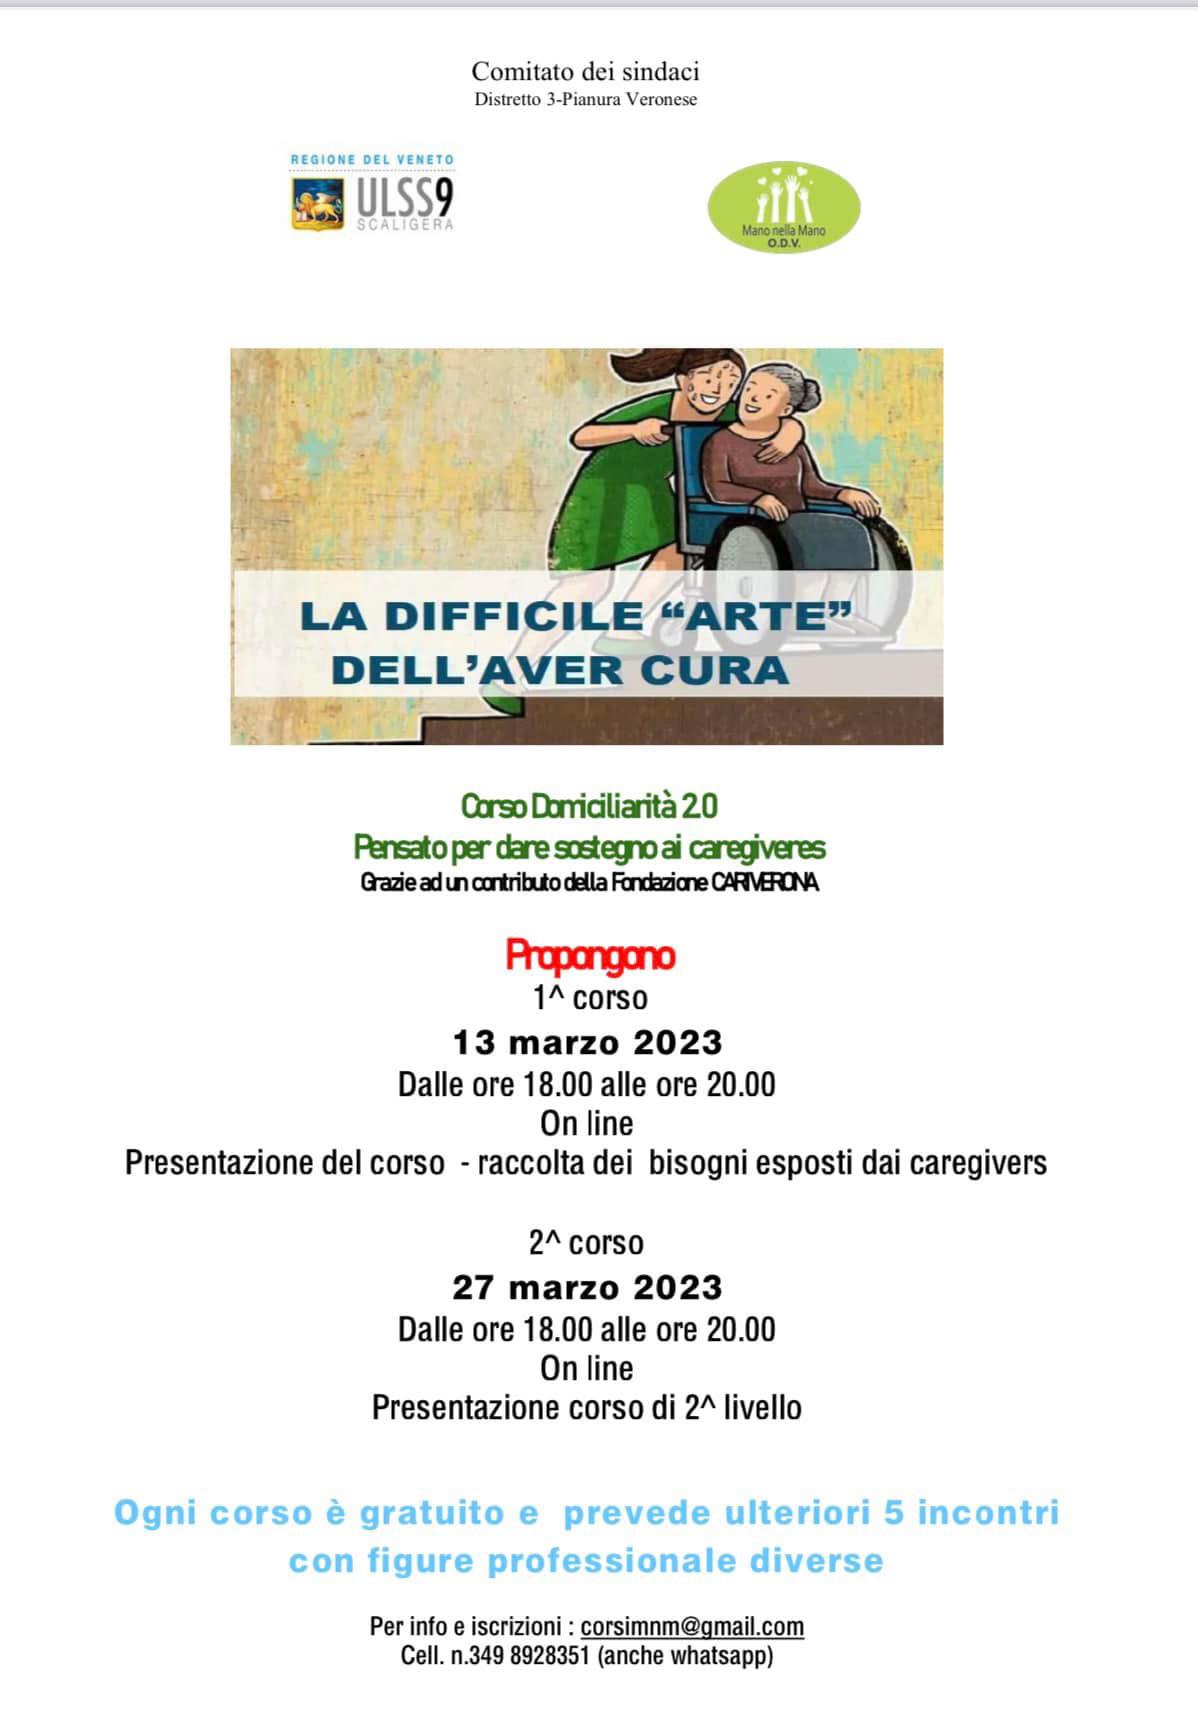 Comitato dei sindaci
Distretto 3-Pianura Veronese
REGIONE DEL VENETO
ULSS9
SCALIGERA
Mano nella Mano
O.D.V.
LA DIFFICILE “ARTE”
DELL’AVER CURA
Corso Domiciliarità 2.0
Pensato per dare sostegno ai caregiveres
Grazie ad un contributo della Fondazione CARIVERONA
Propongono
1^ corso
13 marzo 2023
Dalle ore 18.00 alle ore 20.00
On line
Presentazione del corso - raccolta dei bisogni esposti dai caregivers
2^ corso
27 marzo 2023
Dalle ore 18.00 alle ore 20.00
On line
Presentazione corso di 2^ livello
Ogni corso è gratuito e prevede ulteriori 5 incontri
con figure professionale diverse
Per info e iscrizioni : corsimnm@gmail.com
Cell. n.349 8928351 (anche whatsapp)